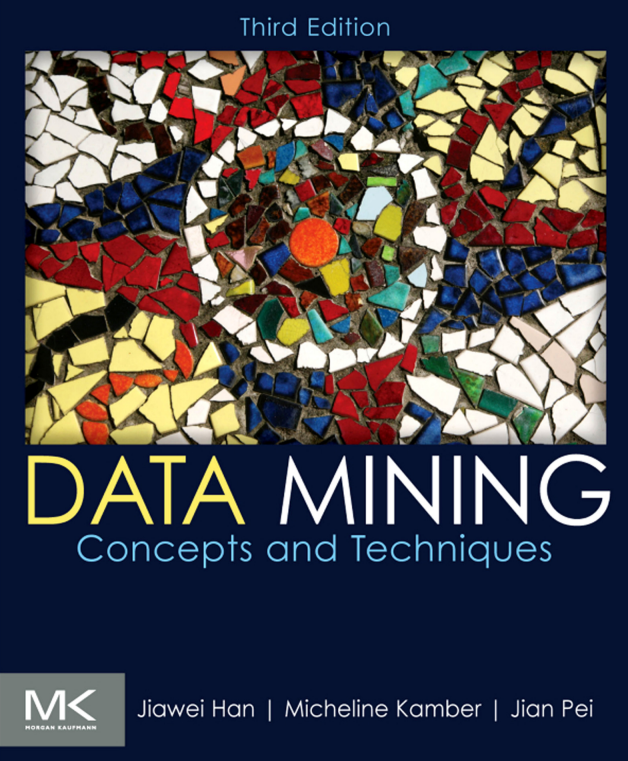 Third Edition
DATA MINING
Concepts and Techniques
MK
MORGAN KAUFMANN
Jiawei Han | Micheline Kamber | Jian Pei